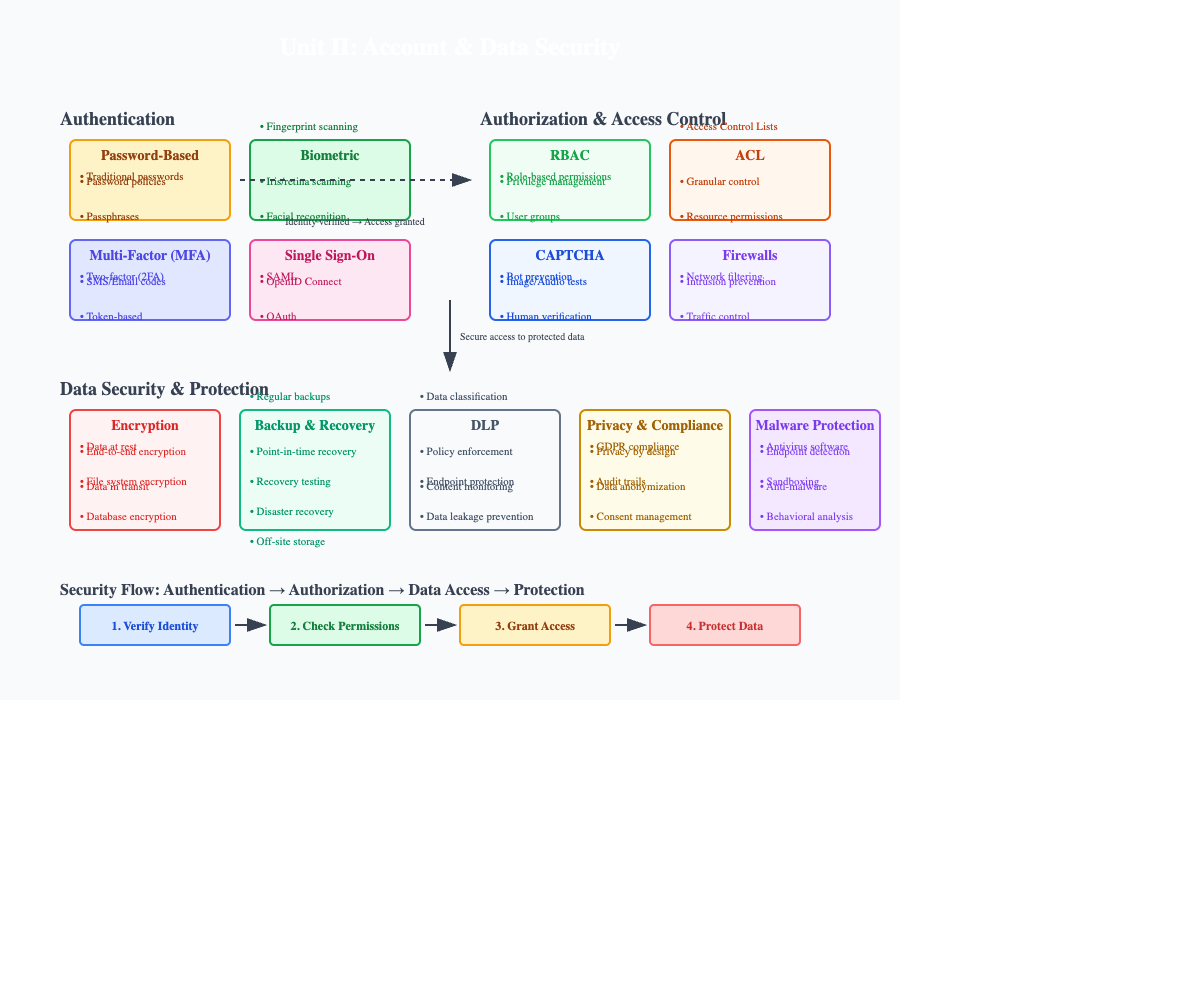 Unit II: Account & Data Security
Authentication
Password-Based
• Traditional passwords
• Password policies
• Passphrases
• Fingerprint scanning
Biometric
• Iris/retina scanning
• Facial recognition
Identity verified → Access granted
Multi-Factor (MFA)
• Two-factor (2FA)
• SMS/Email codes
• Token-based
Single Sign-On
• SAML
• OpenID Connect
• OAuth
Authorization & Access Control
RBAC
• Role-based permissions
• Privilege management
• User groups
• Access Control Lists
ACL
• Granular control
• Resource permissions
CAPTCHA
• Bot prevention
• Image/Audio tests
• Human verification
Firewalls
• Network filtering
• Intrusion prevention
• Traffic control
Secure access to protected data
Data Security & Protection
Encryption
• Data at rest
• End-to-end encryption
• File system encryption
• Data in transit
• Database encryption
• Regular backups
Backup & Recovery
• Point-in-time recovery
• Recovery testing
• Disaster recovery
• Off-site storage
• Data classification
DLP
• Policy enforcement
• Endpoint protection
• Content monitoring
• Data leakage prevention
Privacy & Compliance
• GDPR compliance
• Privacy by design
• Audit trails
• Data anonymization
• Consent management
Malware Protection
• Antivirus software
• Endpoint detection
• Sandboxing
• Anti-malware
• Behavioral analysis
Security Flow: Authentication → Authorization → Data Access → Protection
1. Verify Identity
2. Check Permissions
3. Grant Access
4. Protect Data